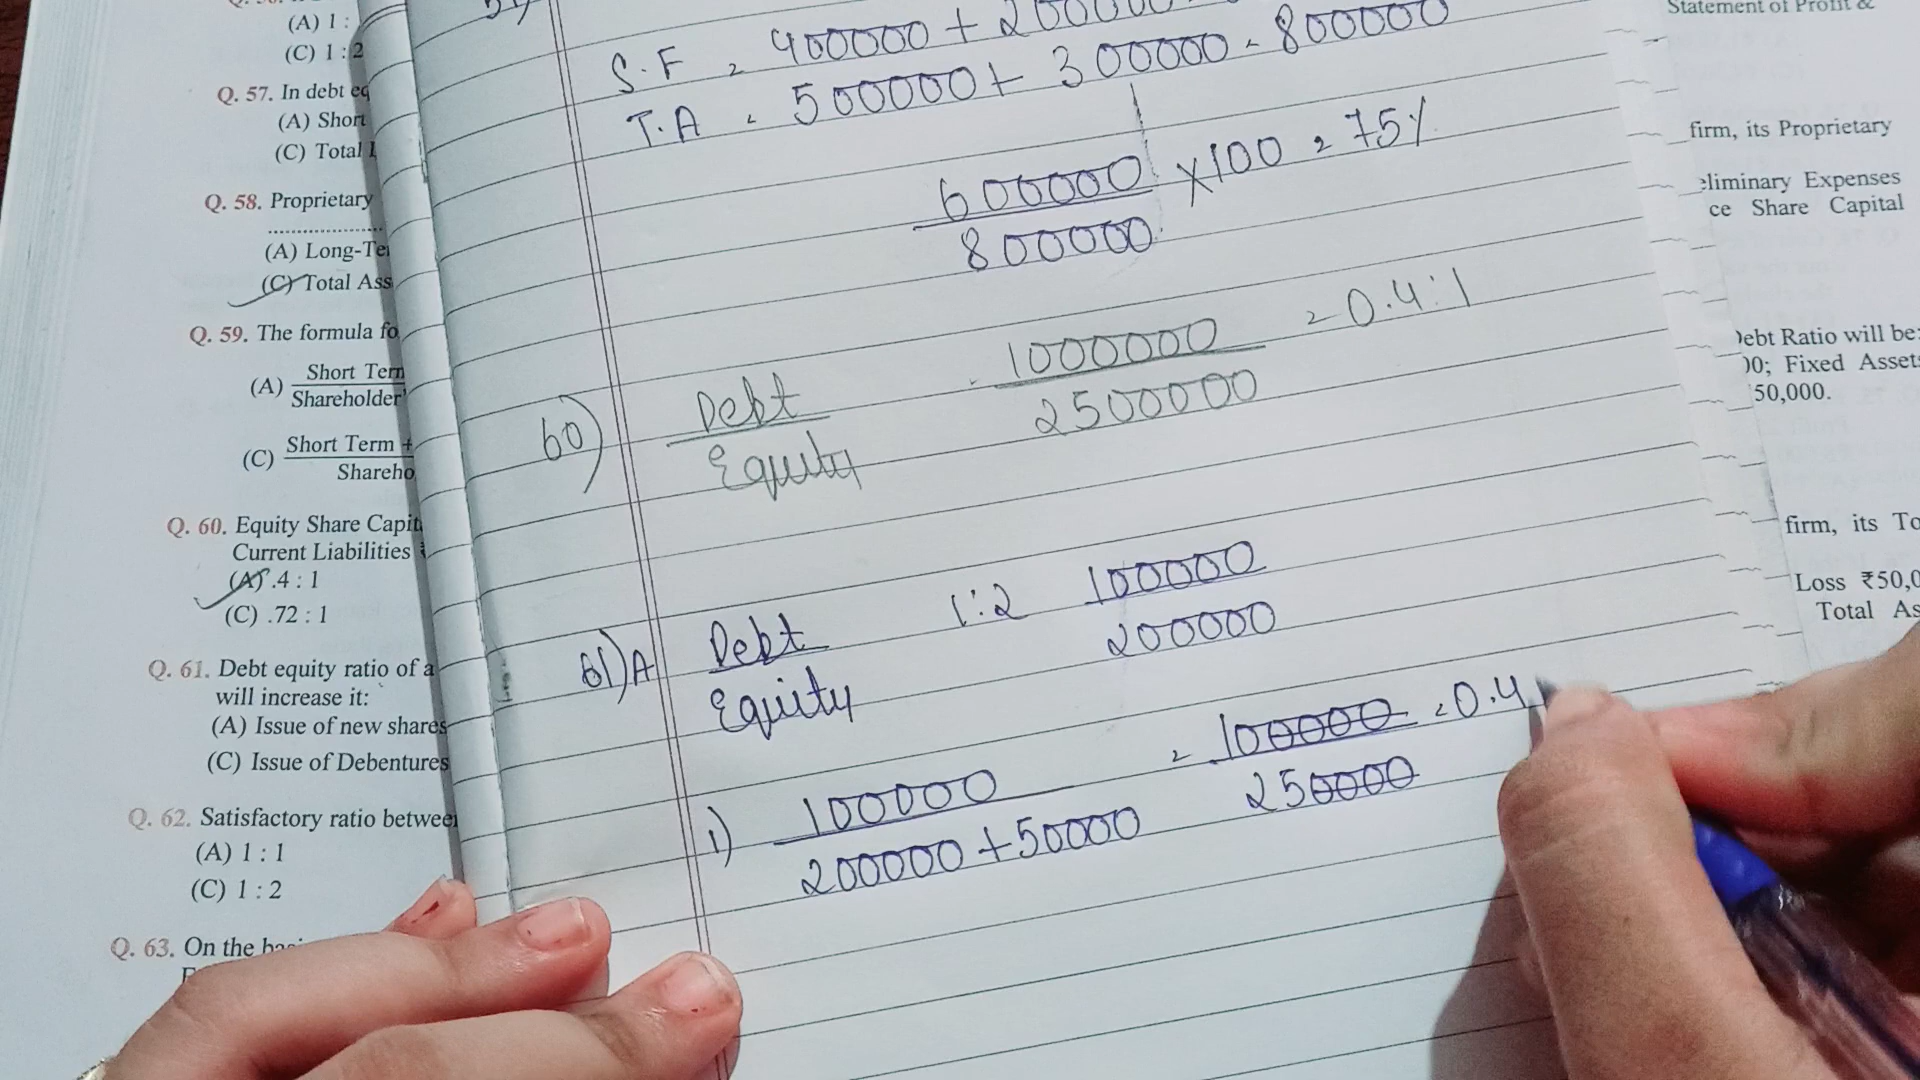 (A) 1 :
(C) 1 : 2
Q. 57. In debt eq
(A) Short
(C) Total
Q. 58. Proprietary
(A) Long-Te
(C) Total Ass
Q. 59. The formula fo
(A) Short Term
Shareholder'
(C) Short Term +
Shareho
Q. 60. Equity Share Capit
Current Liabilities
(A) .4 : 1
(C) .72 : 1
Q. 61. Debt equity ratio of a
will increase it:
(A) Issue of new shares
(C) Issue of Debentures
Q. 62. Satisfactory ratio between
(A) 1 : 1
(C) 1 : 2
Q. 63. On the
S.F = 400000 + 200000
T.A = 500000 + 300000 = 800000
600000 × 100 = 75%
800000
60) Debt = 1000000 = 0.4:1
Equity 2500000
61) A Debt 1:2 100000
Equity 200000
1) 100000 = 100000 = 0.4
200000 + 50000 250000
Statement of Profit &
firm, its Proprietary
eliminary Expenses
ce Share Capital
Debt Ratio will be:
00; Fixed Assets
50,000.
firm, its To
Loss ₹50,0
Total As